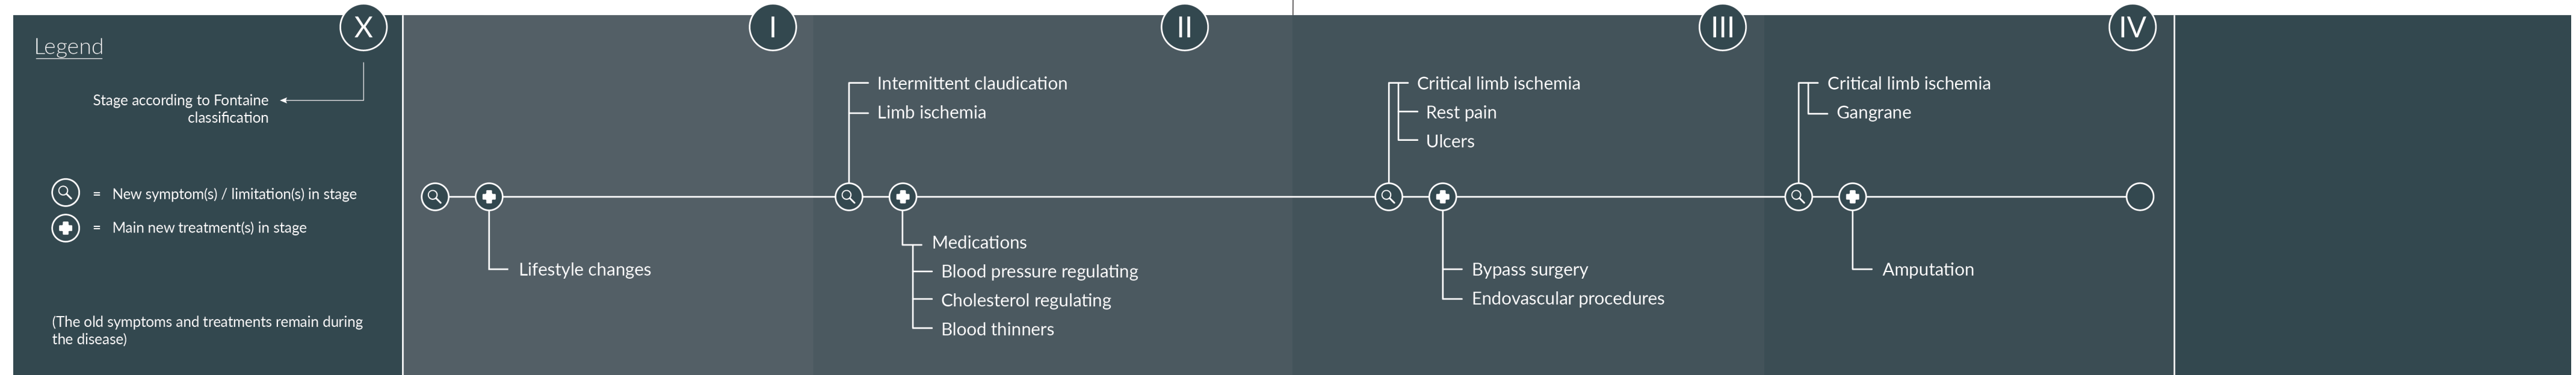 Legend
X
Stage according to Fontaine
classification
= New symptom(s) / limitation(s) in stage
= Main new treatment(s) in stage
(The old symptoms and treatments remain during
the disease)
I
Lifestyle changes
II
Intermittent claudication
Limb ischemia
Medications
Blood pressure regulating
Cholesterol regulating
Blood thinners
III
Critical limb ischemia
Rest pain
Ulcers
Bypass surgery
Endovascular procedures
IV
Critical limb ischemia
Gangrane
Amputation